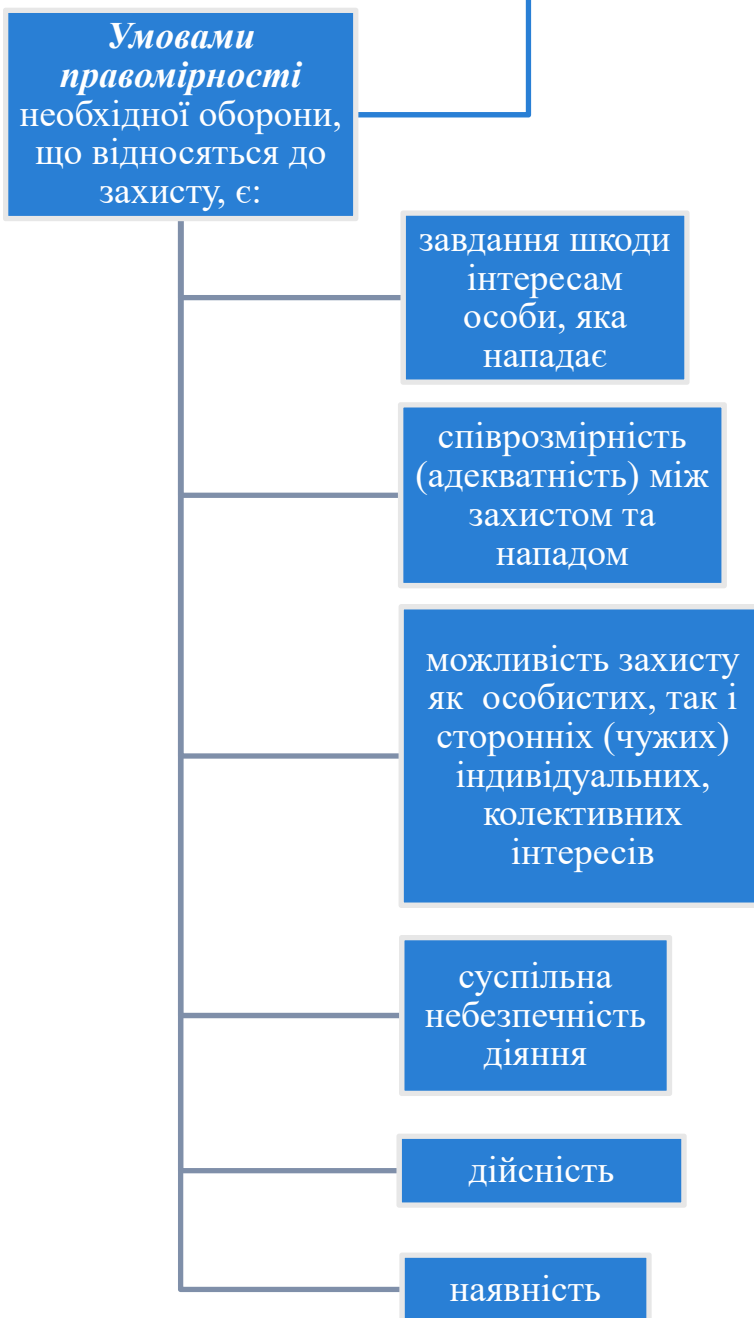 Умовами
правомірності
необхідної оборони,
що відносяться до
захисту, є:
завдання шкоди
інтересам
особи, яка
нападає
співрозмірність
(адекватність) між
захистом та
нападом
можливість захисту
як особистих, так і
сторонніх (чужих)
індивідуальних,
колективних
інтересів
суспільна
небезпечність
діяння
дійсність
наявність